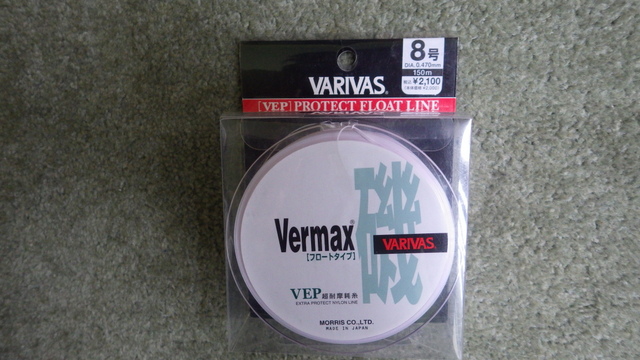 8号
DIA. 0.470mm
150m
税込¥2,100
VARIVAS®
[VEP] PROTECT FLOAT LINE
Vermax®
[フロートタイプ]
VARIVAS®
VEP 超耐摩耗糸
EXTRA PROTECT NYLON LINE
MORRIS CO.,LTD.
MADE IN JAPAN